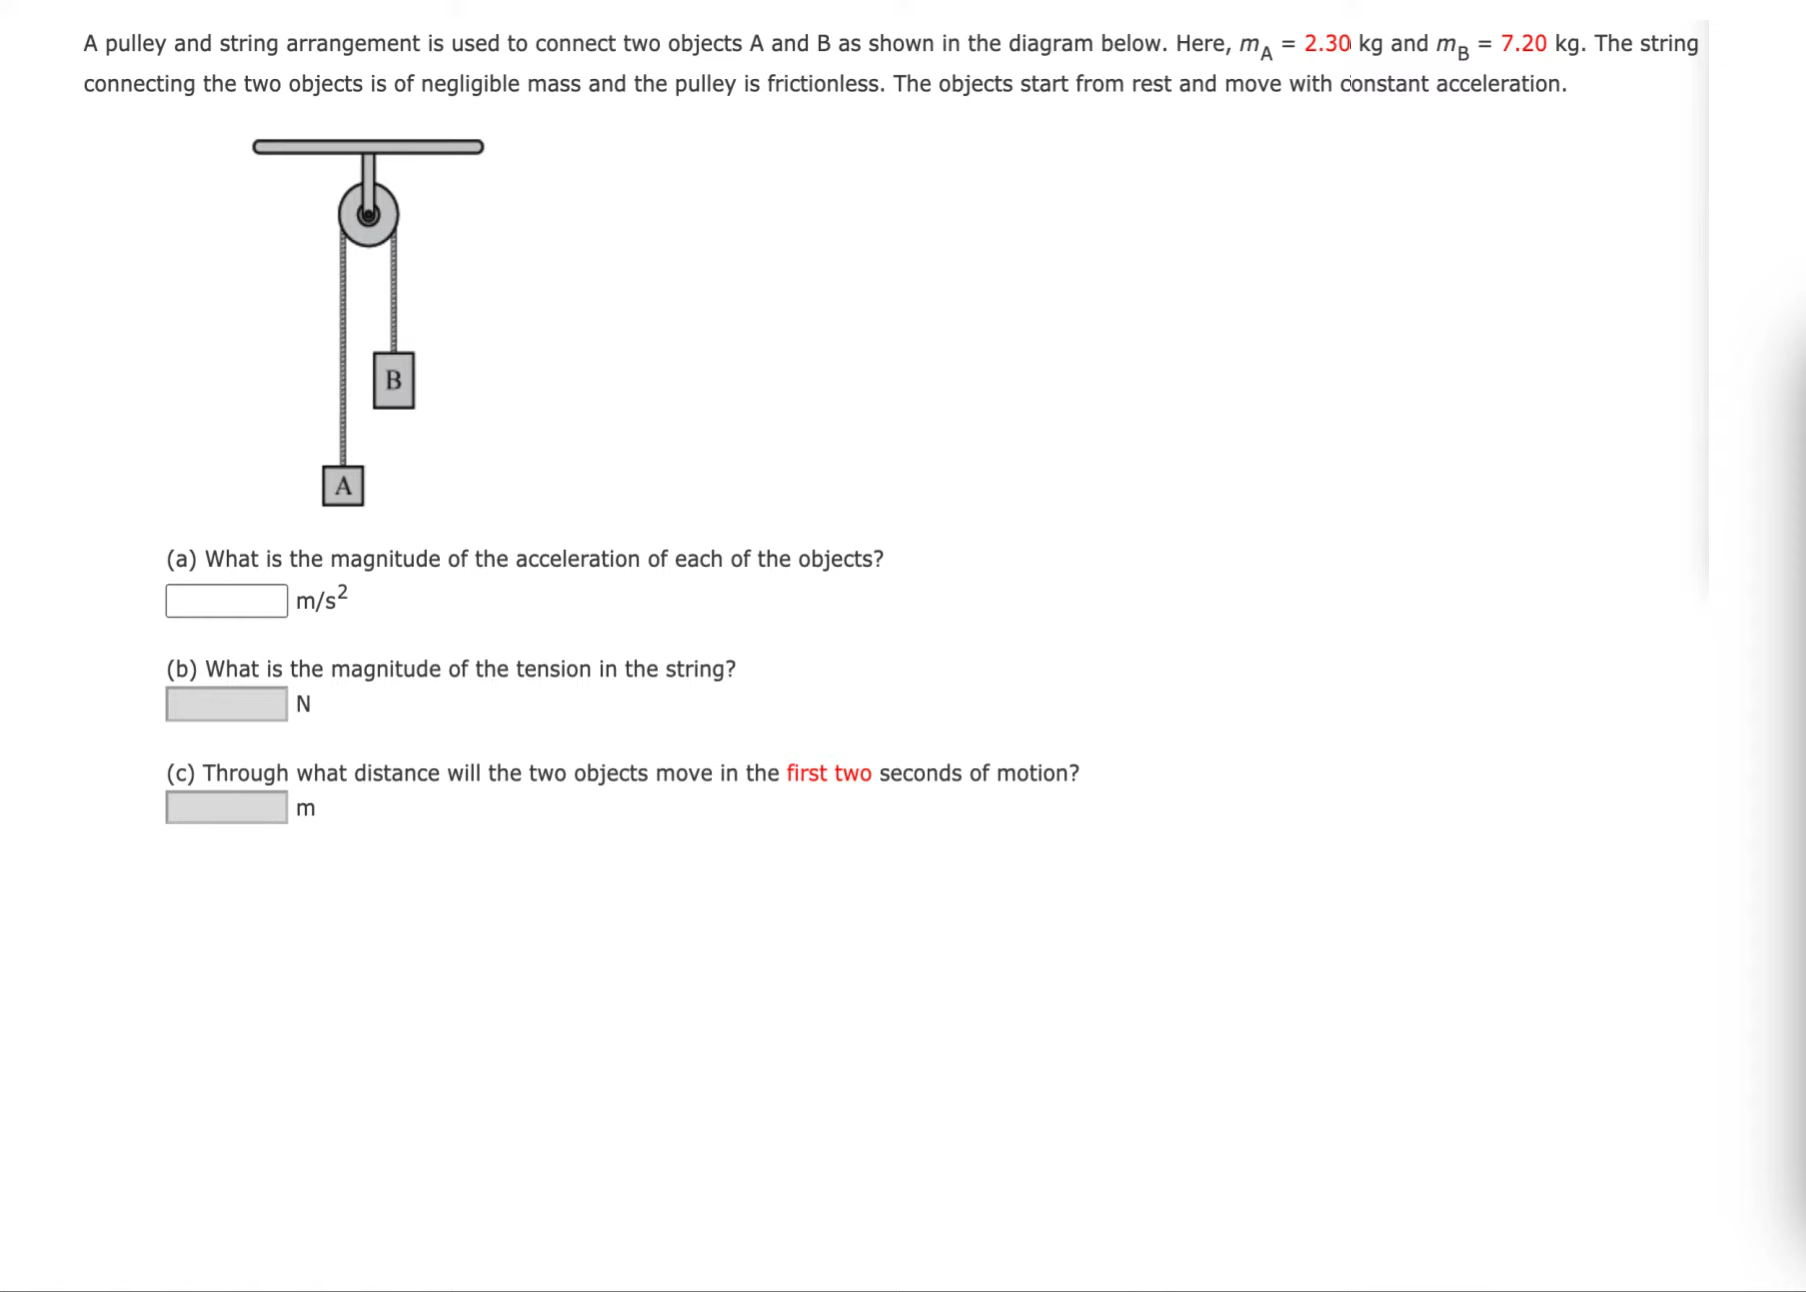 A pulley and string arrangement is used to connect two objects A and B as shown in the diagram below. Here, m_A = 2.30 kg and m_B = 7.20 kg. The string
connecting the two objects is of negligible mass and the pulley is frictionless. The objects start from rest and move with constant acceleration.
B
A
(a) What is the magnitude of the acceleration of each of the objects?
m/s²
(b) What is the magnitude of the tension in the string?
N
(c) Through what distance will the two objects move in the first two seconds of motion?
m